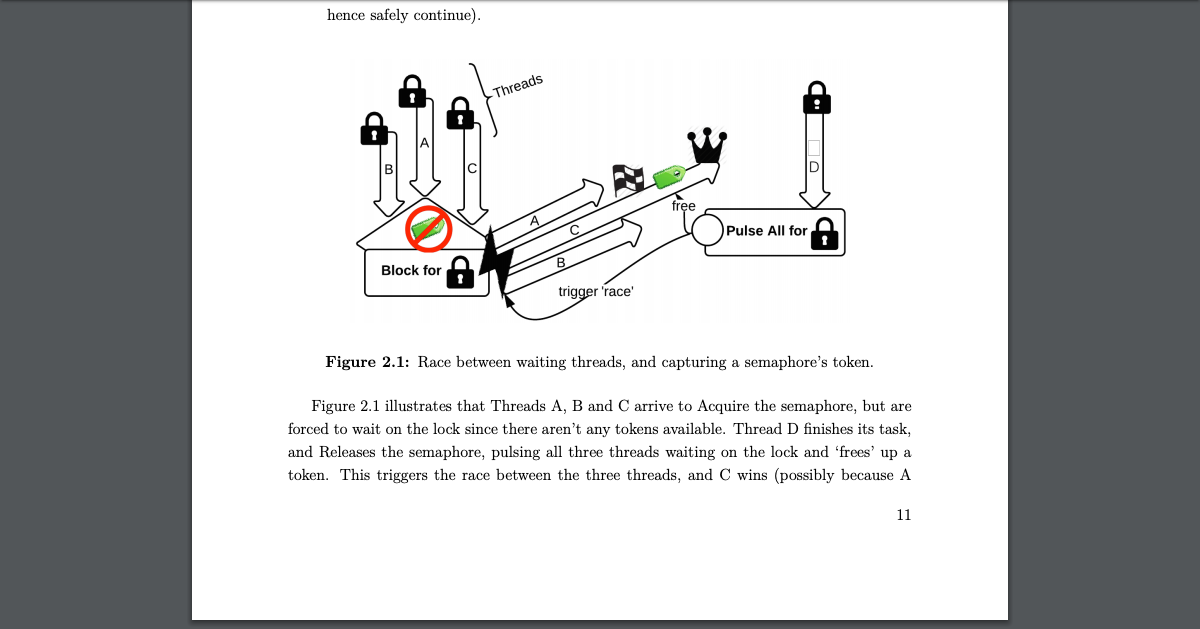 hence safely continue).
Threads
B
A
C
D
A
C
B
free
Block for
Pulse All for
trigger 'race'
Figure 2.1: Race between waiting threads, and capturing a semaphore's token.
Figure 2.1 illustrates that Threads A, B and C arrive to Acquire the semaphore, but are
forced to wait on the lock since there aren't any tokens available. Thread D finishes its task,
and Releases the semaphore, pulsing all three threads waiting on the lock and 'frees' up a
token. This triggers the race between the three threads, and C wins (possibly because A
11